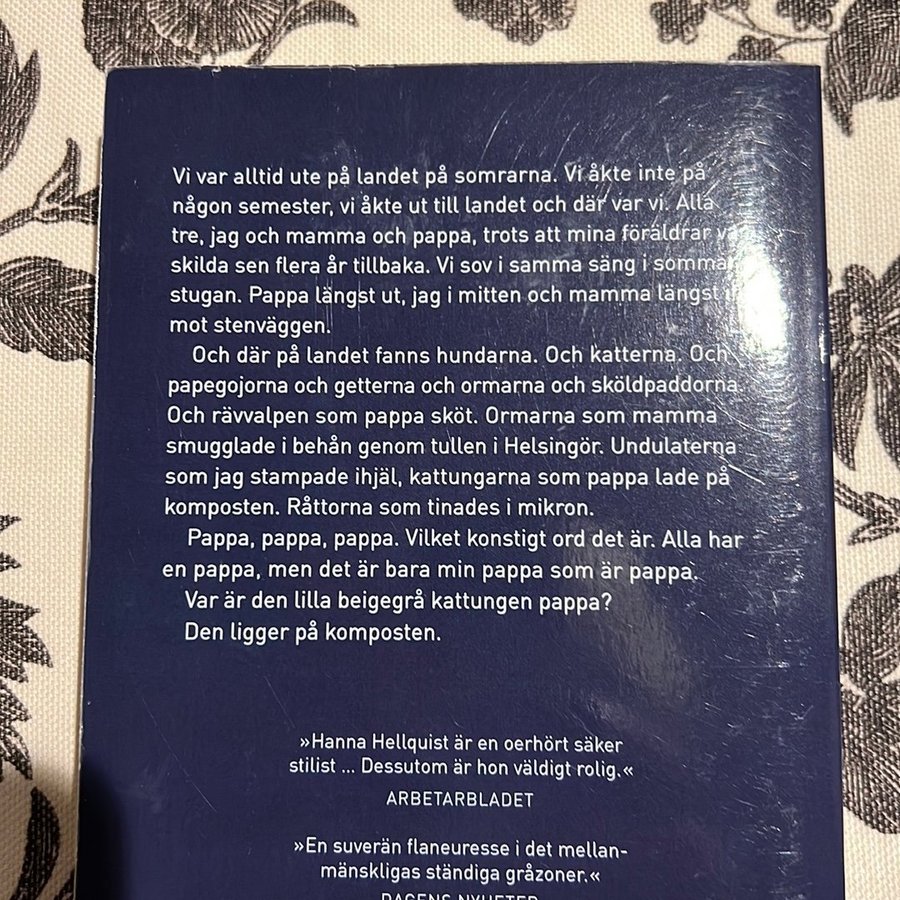 Vi var alltid ute på landet på somrarna. Vi åkte inte på
någon semester, vi åkte ut till landet och där var vi. Alla
tre, jag och mamma och pappa, trots att mina föräldrar
skilda sen flera år tillbaka. Vi sov i samma säng i sommar
stugan. Pappa längst ut, jag i mitten och mamma längst
mot stenväggen.
Och där på landet fanns hundarna. Och katterna. Och
papegojorna och getterna och ormarna och sköldpaddorna.
Och rävvalpen som pappa sköt. Ormarna som mamma
smugglade i behån genom tullen i Helsingör. Undulaterna
som jag stampade ihjäl, kattungarna som pappa lade på
komposten. Råttorna som tinades i mikron.
Pappa, pappa, pappa. Vilket konstigt ord det är. Alla har
en pappa, men det är bara min pappa som är pappa.
Var är den lilla beigegrå kattungen pappa?
Den ligger på komposten.
»Hanna Hellquist är en oerhört säker
stilist ... Dessutom är hon väldigt rolig.«
ARBETARBLADET
»En suverän flaneuresse i det mellan-
mänskligas ständiga gråzoner.«
DAGENS NYHETER